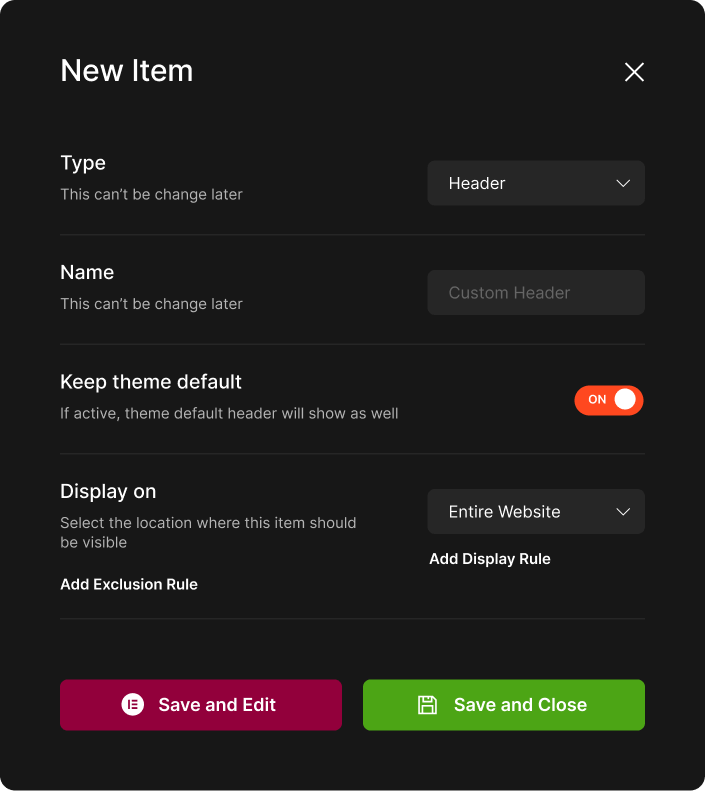 New Item
Type
This can't be change later
Header
Name
This can't be change later
Custom Header
Keep theme default
If active, theme default header will show as well
ON
Display on
Select the location where this item should
be visible
Entire Website
Add Display Rule
Add Exclusion Rule
Save and Edit
Save and Close